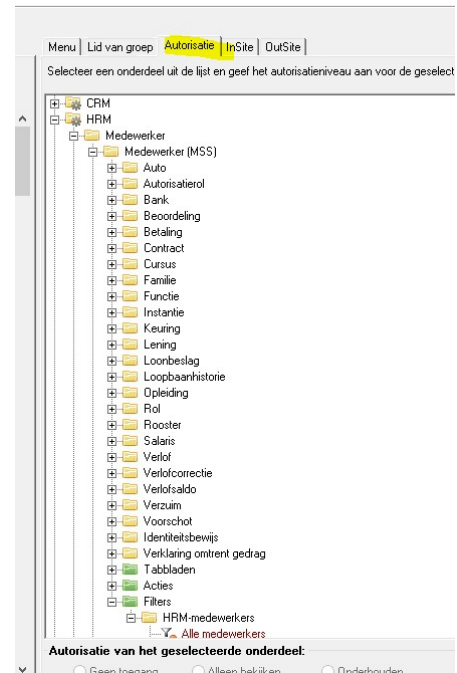 Menu Lid van groep Autorisatie InSite OutSite
Selecteer een onderdeel uit de lijst en geef het autorisatieniveau aan voor de geselect
CRM
HRM
Medewerker
Medewerker (MSS)
Auto
Autorisatierol
Bank
Beoordeling
Betaling
Contract
Cursus
Familie
Functie
Instantie
Keuring
Lening
Loonbeslag
Loopbaanhistorie
Opleiding
Rol
Rooster
Salaris
Verlof
Verlofcorrectie
Verlofsaldo
Verzuim
Voorschot
Identiteitsbewijs
Verklaring omtrent gedrag
Tabbladen
Acties
Filters
HRM-medewerkers
Alle medewerkers
Autorisatie van het geselecteerde onderdeel:
Geen toegang Alleen bekijken Onderhouden